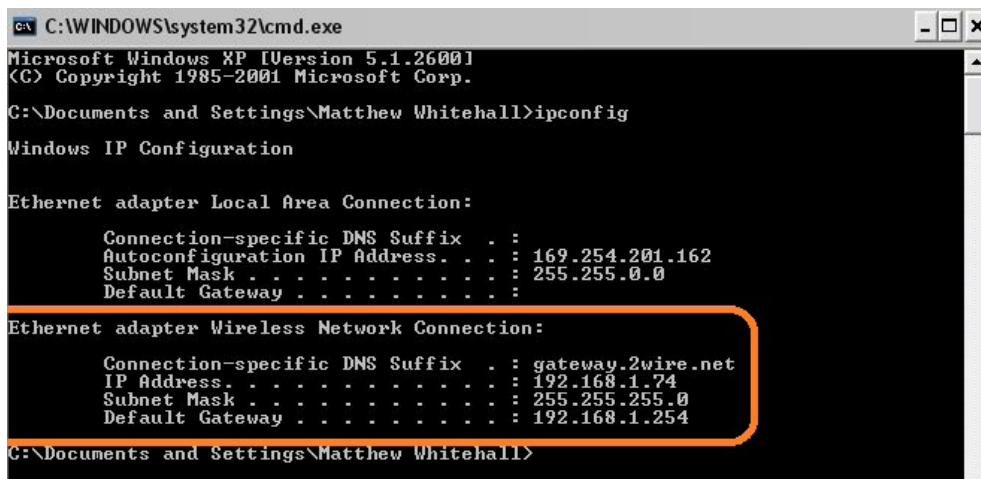 C:\WINDOWS\system32\cmd.exe
Microsoft Windows XP [Version 5.1.2600]
(C) Copyright 1985-2001 Microsoft Corp.
C:\Documents and Settings\Matthew Whitehall>ipconfig
Windows IP Configuration
Ethernet adapter Local Area Connection:
Connection-specific DNS Suffix . :
Autoconfiguration IP Address. . . : 169.254.201.162
Subnet Mask . . . . . . . . . . . : 255.255.0.0
Default Gateway . . . . . . . . . :
Ethernet adapter Wireless Network Connection:
Connection-specific DNS Suffix . : gateway.2wire.net
IP Address. . . . . . . . . . . . : 192.168.1.74
Subnet Mask . . . . . . . . . . . : 255.255.255.0
Default Gateway . . . . . . . . . : 192.168.1.254
C:\Documents and Settings\Matthew Whitehall>